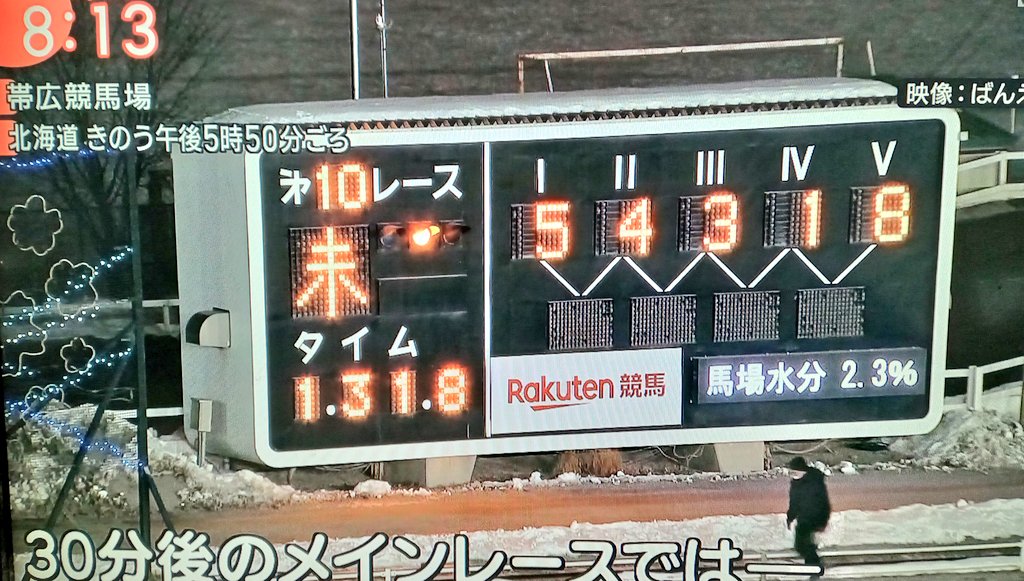 8:13
帯広競馬場
北海道 きのう午後5時50分ごろ
映像:ばんえ
第10レース
未
タイム
1.31.8
I II III IV V
5 4 3 1 8
Rakuten 競馬
馬場水分 2.3%
30分後のメインレースでは―